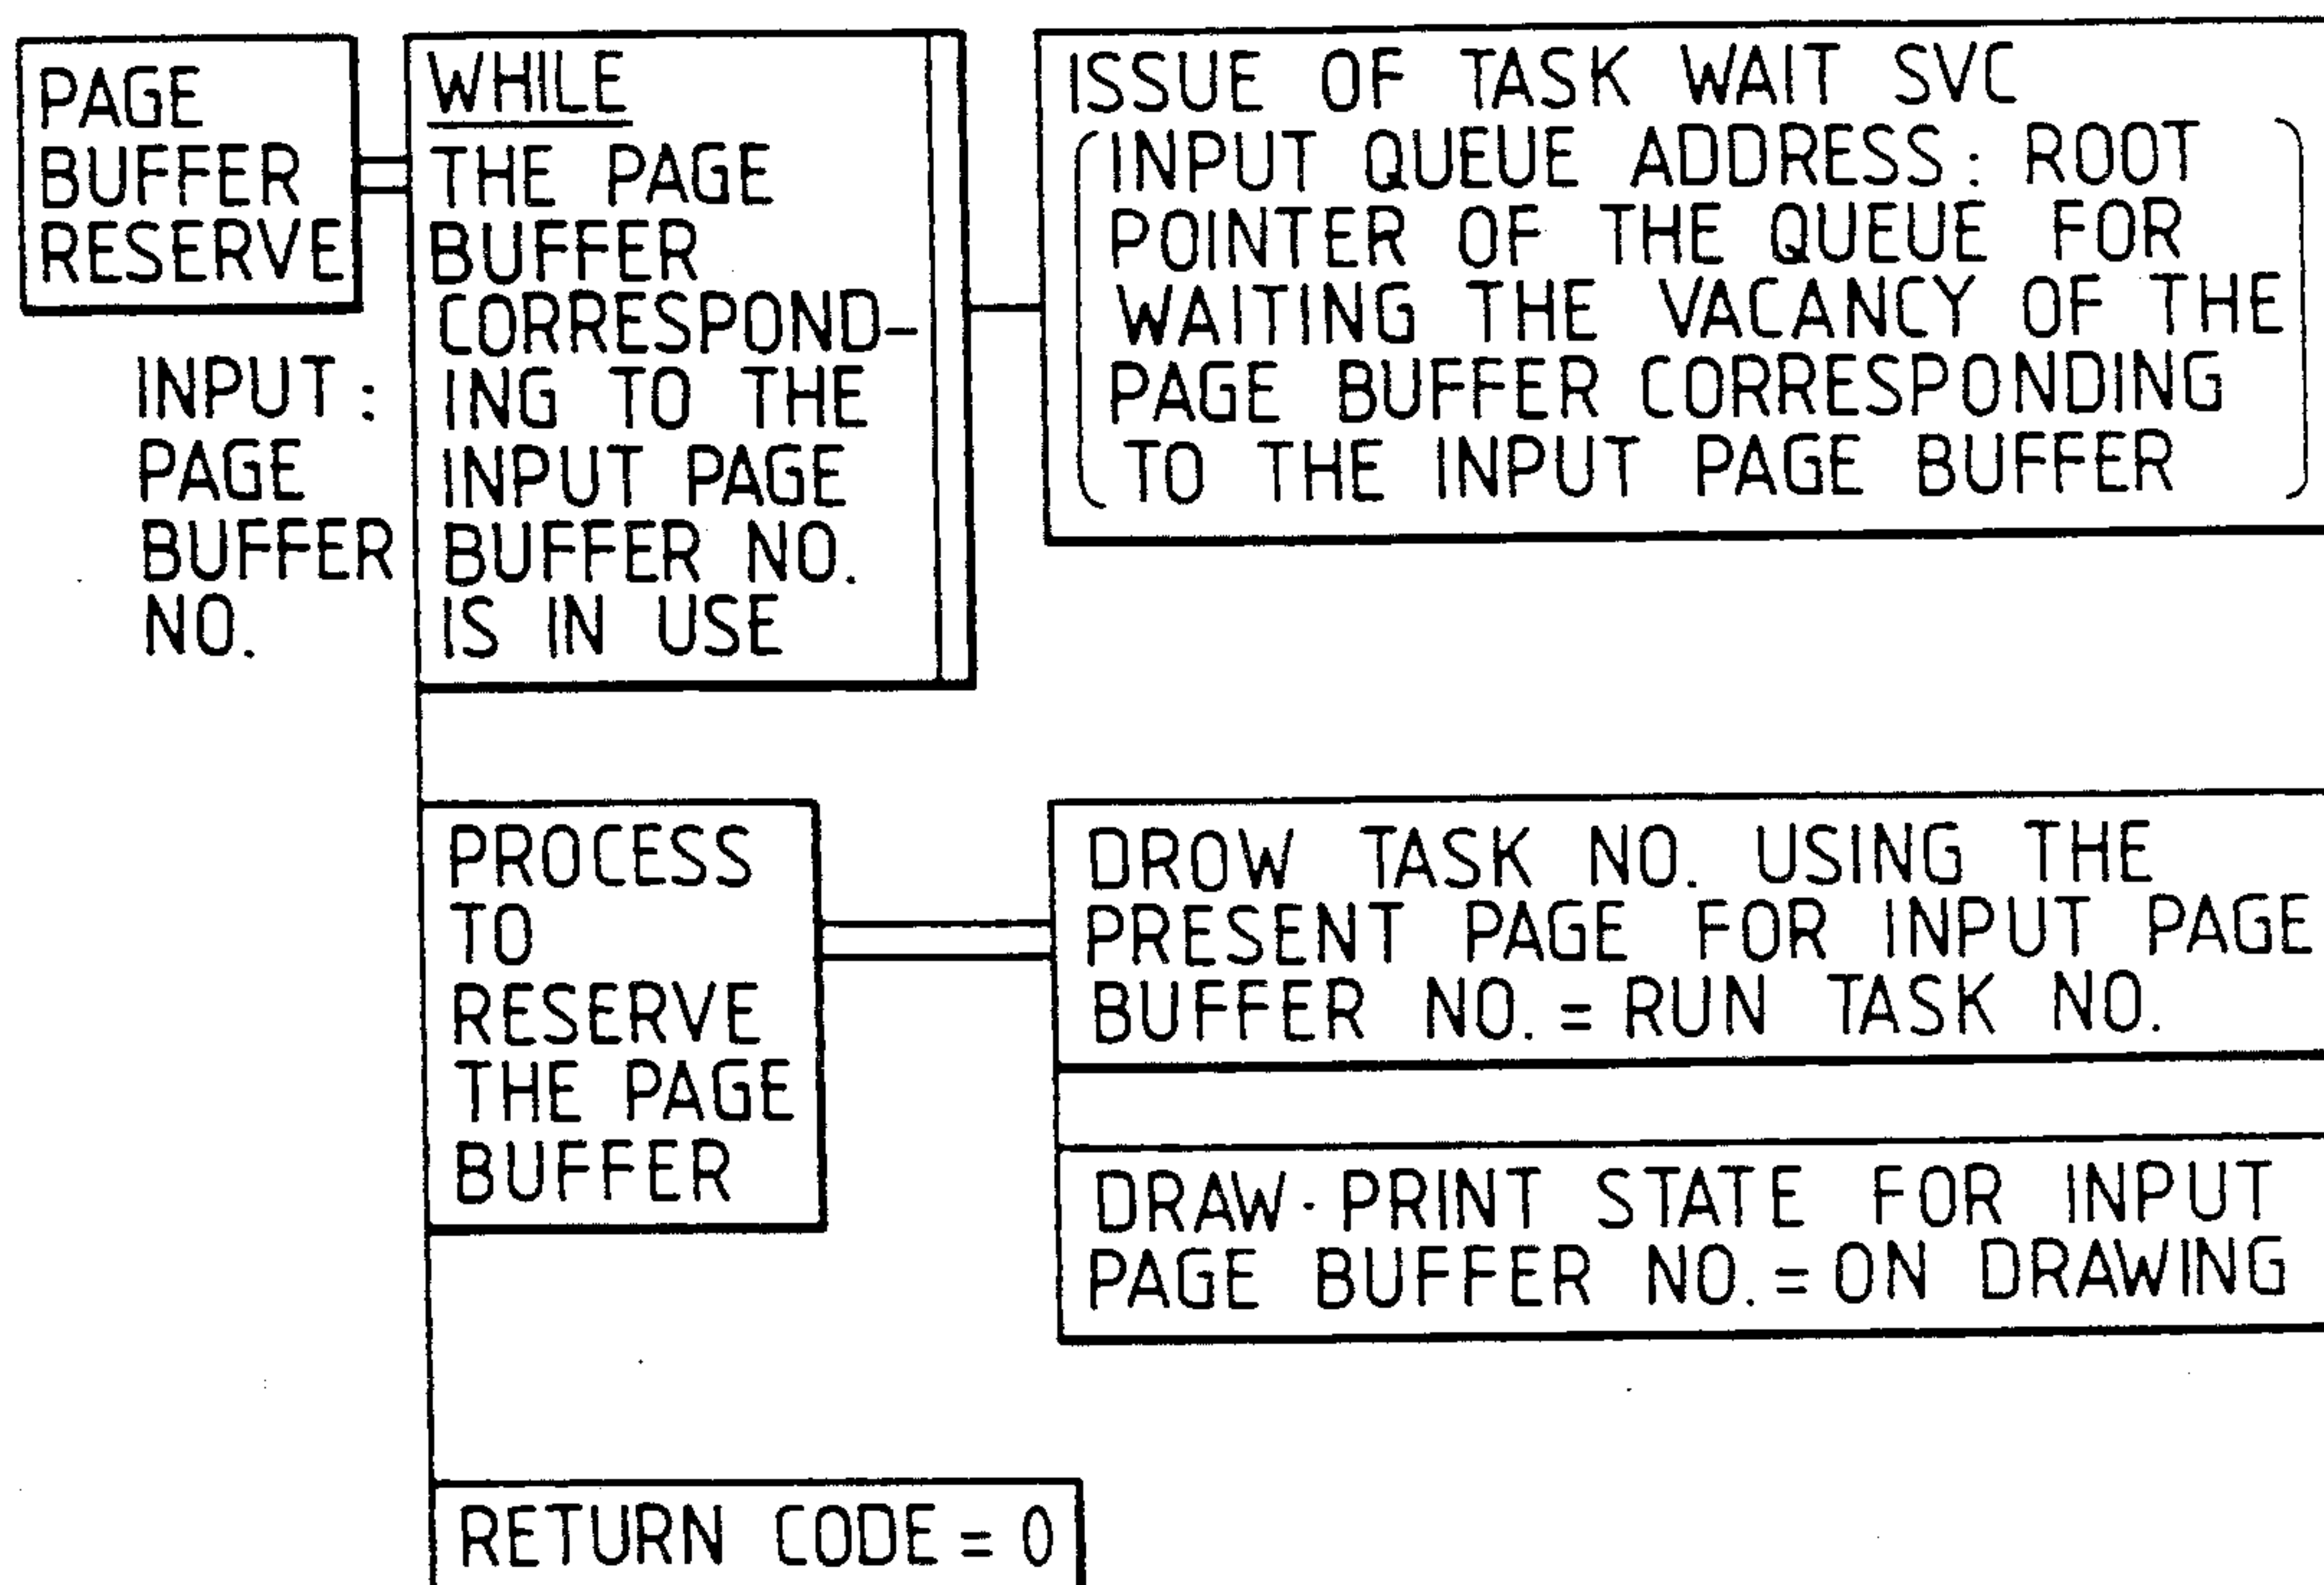 PAGE
BUFFER
RESERVE
INPUT:
PAGE
BUFFER
NO.
WHILE
THE PAGE
BUFFER
CORRESPOND-
ING TO THE
INPUT PAGE
BUFFER NO.
IS IN USE
ISSUE OF TASK WAIT SVC
(INPUT QUEUE ADDRESS: ROOT
POINTER OF THE QUEUE FOR
WAITING THE VACANCY OF THE
PAGE BUFFER CORRESPONDING
TO THE INPUT PAGE BUFFER)
PROCESS
TO
RESERVE
THE PAGE
BUFFER
DROW TASK NO. USING THE
PRESENT PAGE FOR INPUT PAGE
BUFFER NO. = RUN TASK NO.
DRAW·PRINT STATE FOR INPUT
PAGE BUFFER NO. = ON DRAWING
RETURN CODE = 0